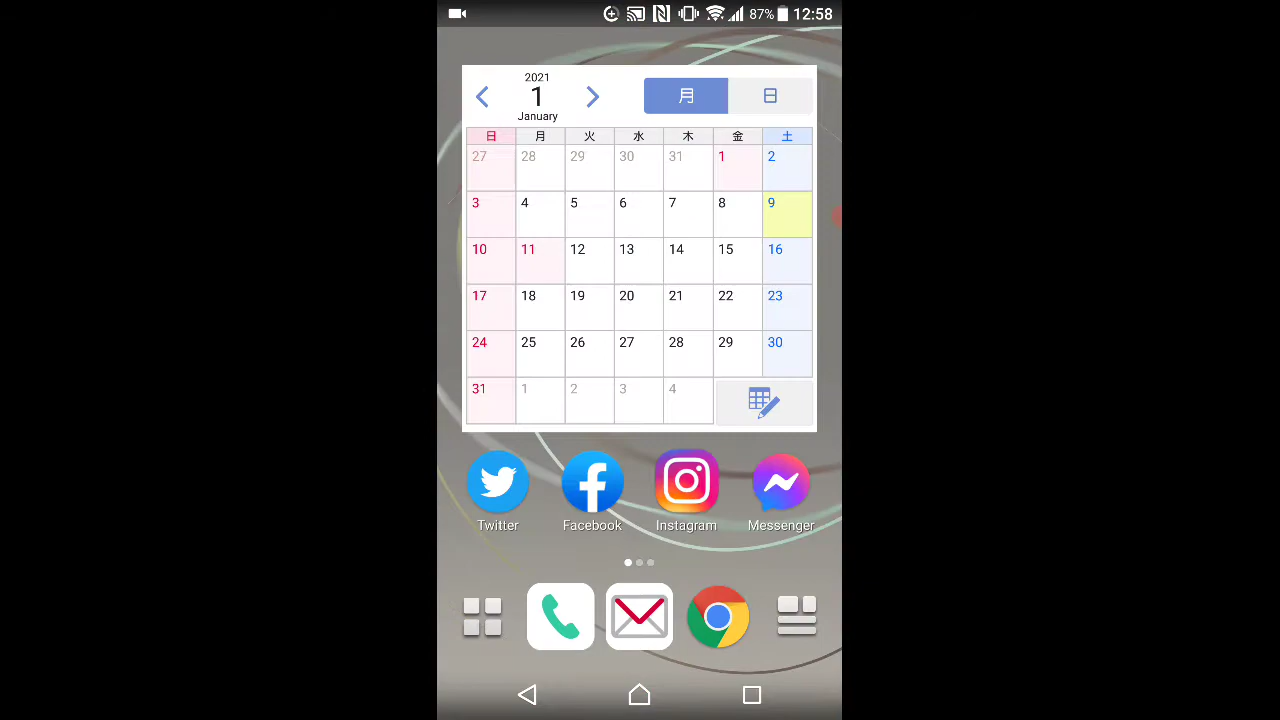 87% 12:58
2021
1
January
月 日
日 月 火 水 木 金 土
27 28 29 30 31 1 2
3 4 5 6 7 8 9
10 11 12 13 14 15 16
17 18 19 20 21 22 23
24 25 26 27 28 29 30
31 1 2 3 4
Twitter Facebook Instagram Messenger